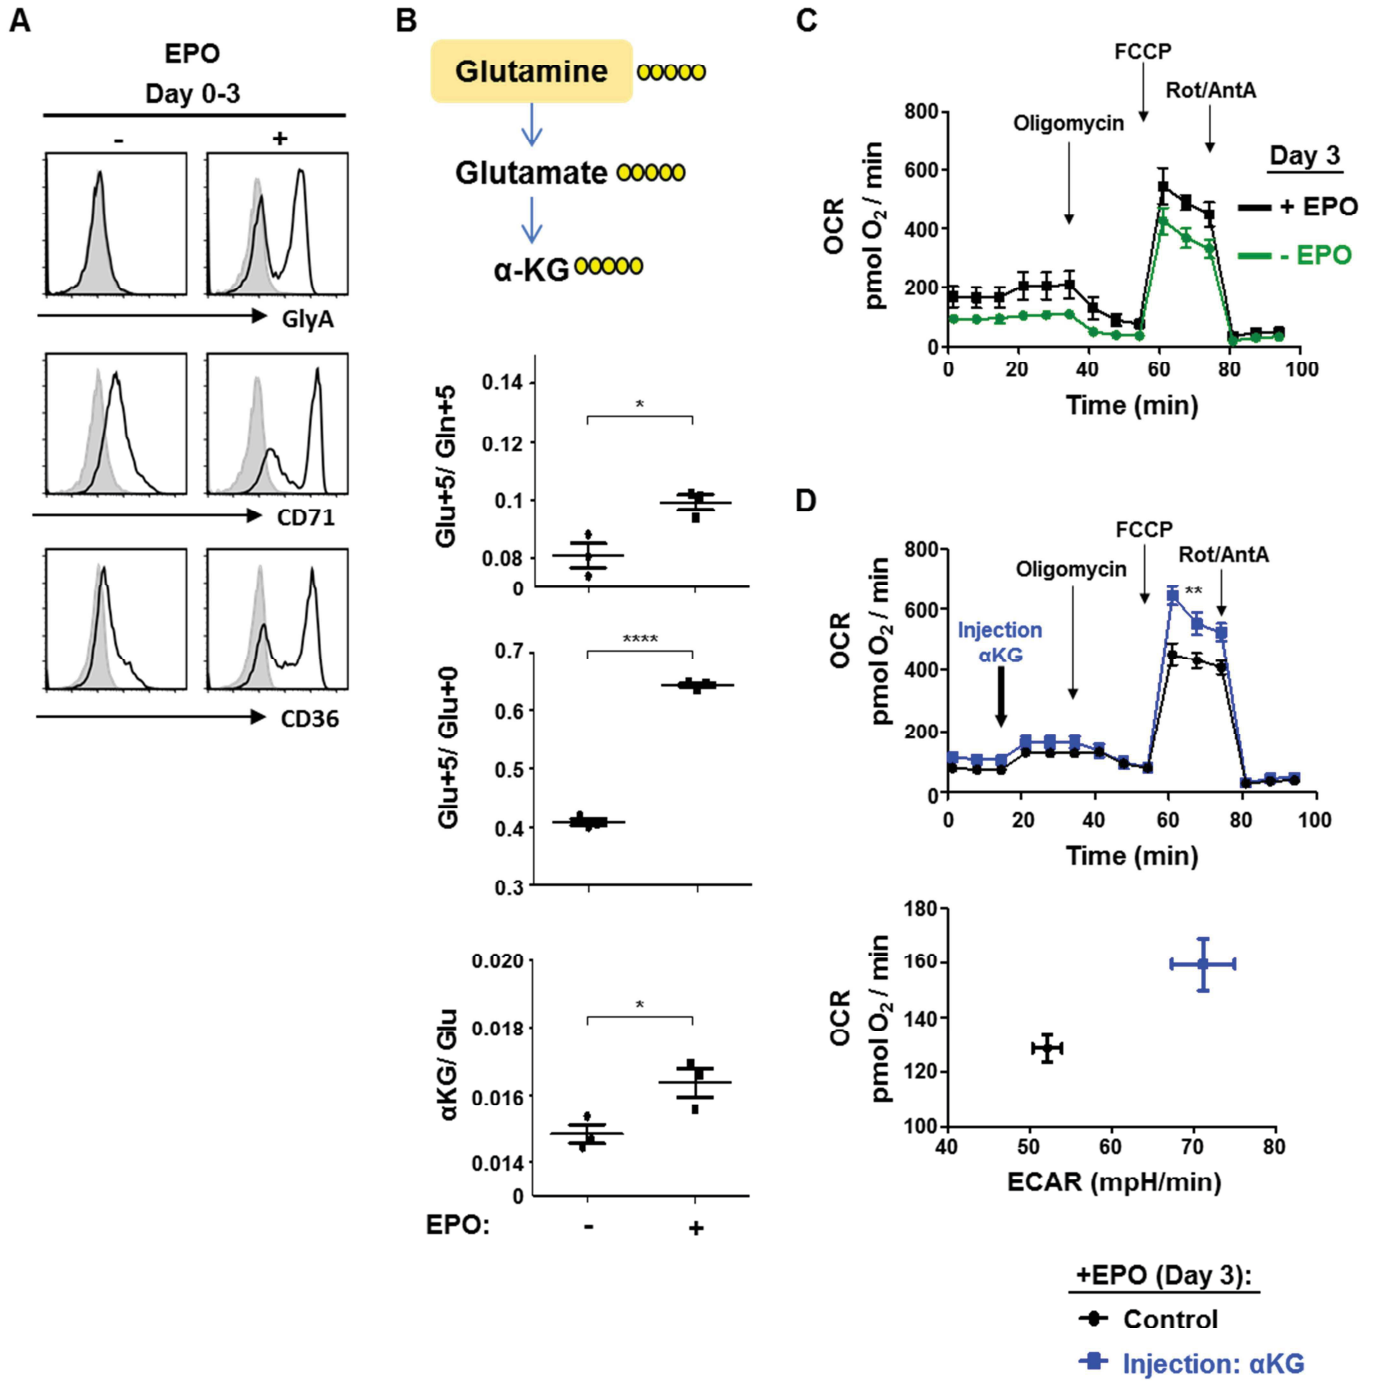 A
EPO
Day 0-3
- +
GlyA
CD71
CD36
B
Glutamine
Glutamate
α-KG
Glu+5/ Gln+5
0.14
0.12
0.1
0.08
0
*
Glu+5/ Glu+0
0.7
0.6
0.5
0.4
0.3
****
αKG/ Glu
0.020
0.018
0.016
0.014
0
*
EPO: - +
C
FCCP
Rot/AntA
Oligomycin
OCR
pmol O2 / min
800
600
400
200
0
0 20 40 60 80 100
Time (min)
Day 3
+ EPO
- EPO
D
FCCP
Rot/AntA
Oligomycin
**
Injection
αKG
OCR
pmol O2 / min
800
600
400
200
0
0 20 40 60 80 100
Time (min)
OCR
pmol O2 / min
180
160
140
120
100
40 50 60 70 80
ECAR (mpH/min)
+EPO (Day 3):
Control
Injection: αKG